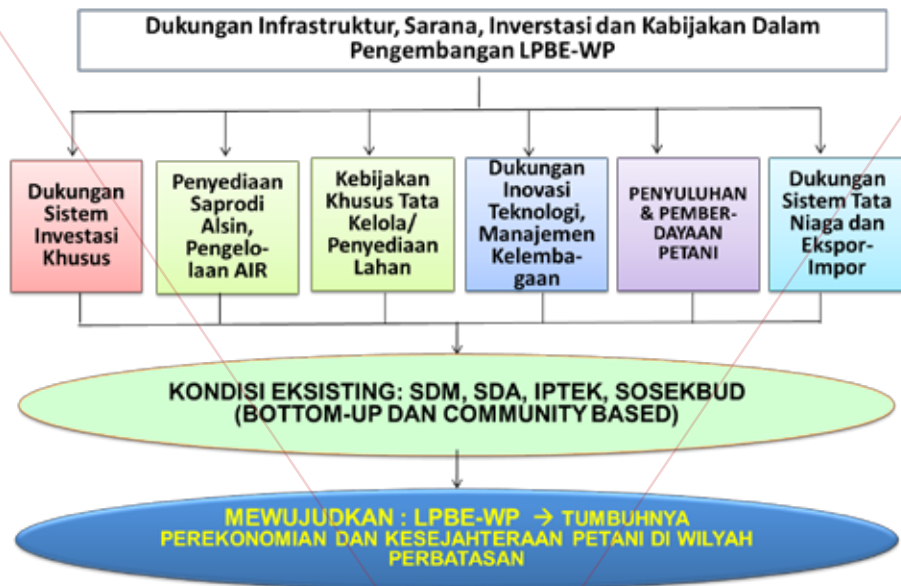 Dukungan Infrastruktur, Sarana, Inverstasi dan Kabijakan Dalam
Pengembangan LPBE-WP
Dukungan
Sistem
Investasi
Khusus
Penyediaan
Saprodi
Alsin,
Pengelo-
laan AIR
Kebijakan
Khusus Tata
Kelola/
Penyediaan
Lahan
Dukungan
Inovasi
Teknologi,
Manajemen
Kelemba-
gaan
PENYULUHAN
& PEMBER-
DAYAAN
PETANI
Dukungan
Sistem Tata
Niaga dan
Ekspor-
Impor
KONDISI EKSISTING: SDM, SDA, IPTEK, SOSEKBUD
(BOTTOM-UP DAN COMMUNITY BASED)
MEWUJUDKAN : LPBE-WP → TUMBUHNYA
PEREKONOMIAN DAN KESEJAHTERAAN PETANI DI WILYAH
PERBATASAN